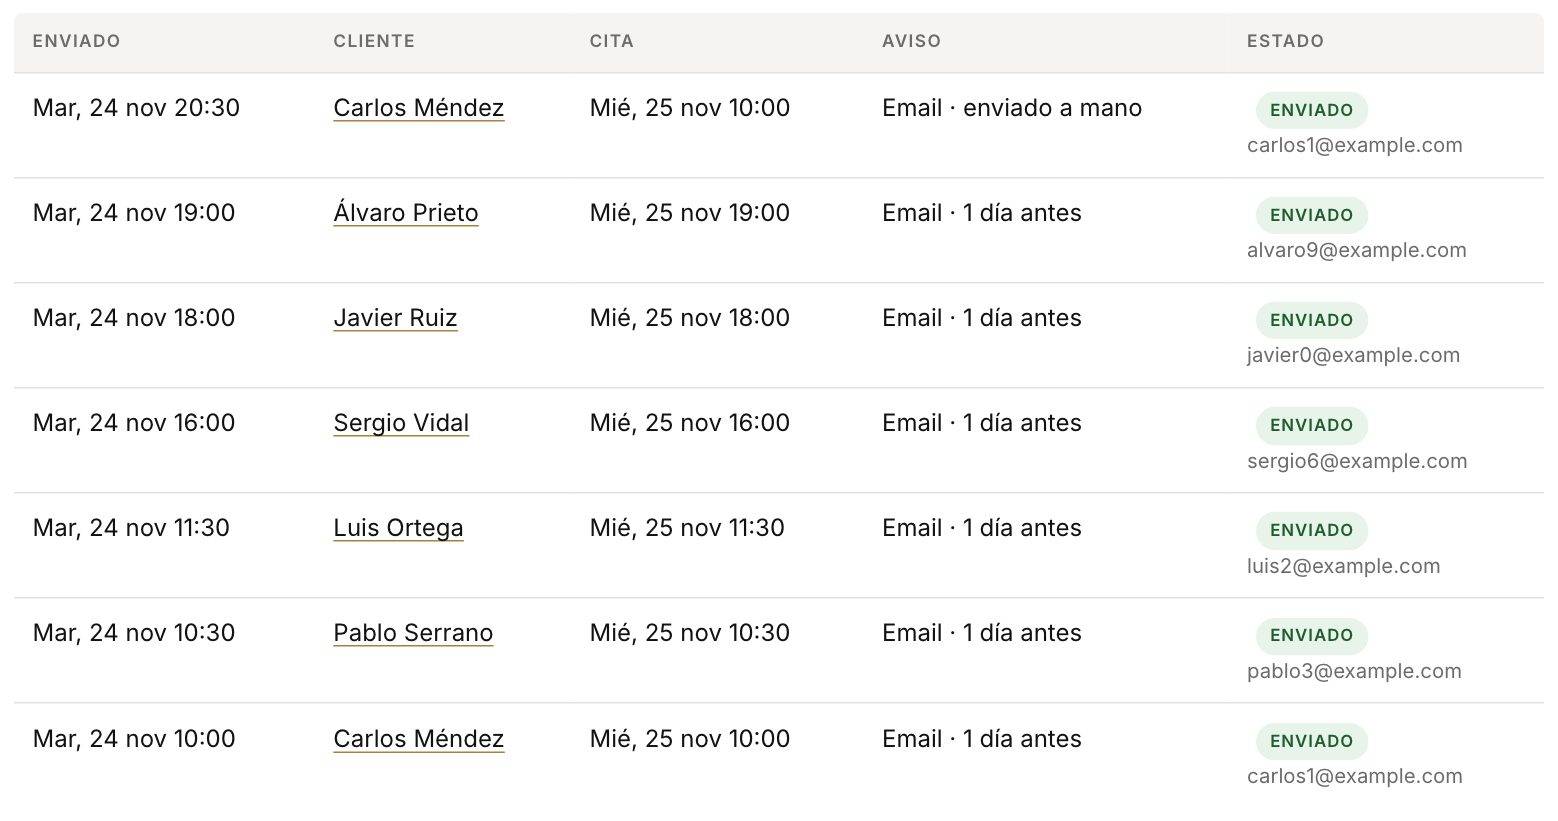 ENVIADO CLIENTE CITA AVISO ESTADO
Mar, 24 nov 20:30 Carlos Méndez Mié, 25 nov 10:00 Email · enviado a mano ENVIADO
carlos1@example.com
Mar, 24 nov 19:00 Álvaro Prieto Mié, 25 nov 19:00 Email · 1 día antes ENVIADO
alvaro9@example.com
Mar, 24 nov 18:00 Javier Ruiz Mié, 25 nov 18:00 Email · 1 día antes ENVIADO
javier0@example.com
Mar, 24 nov 16:00 Sergio Vidal Mié, 25 nov 16:00 Email · 1 día antes ENVIADO
sergio6@example.com
Mar, 24 nov 11:30 Luis Ortega Mié, 25 nov 11:30 Email · 1 día antes ENVIADO
luis2@example.com
Mar, 24 nov 10:30 Pablo Serrano Mié, 25 nov 10:30 Email · 1 día antes ENVIADO
pablo3@example.com
Mar, 24 nov 10:00 Carlos Méndez Mié, 25 nov 10:00 Email · 1 día antes ENVIADO
carlos1@example.com